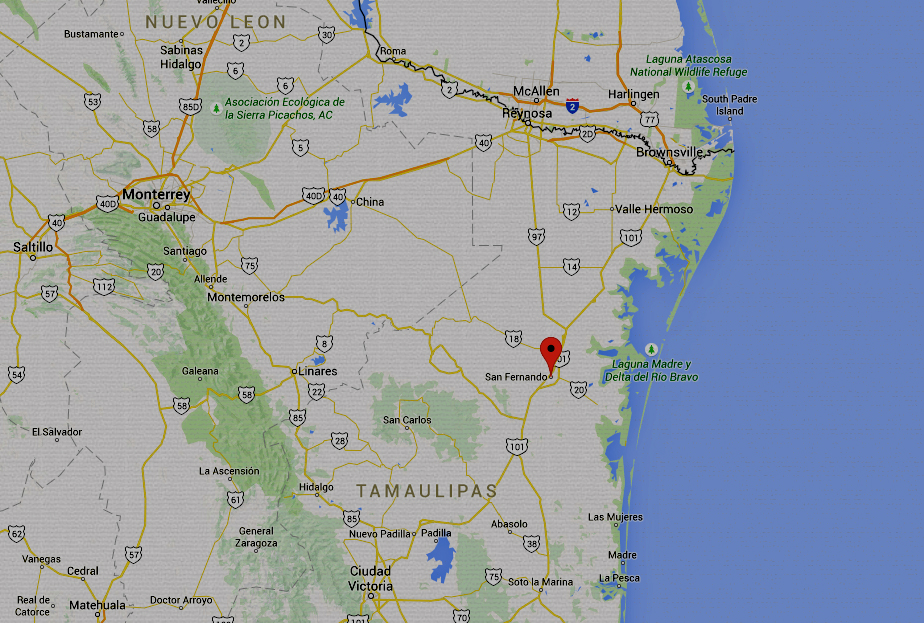 Vallecillo
NUEVO LEON
Bustamante
2
30
Sabinas
Hidalgo
Roma
6
6
Laguna Atascosa
National Wildlife Refuge
53
85D
Asociación Ecológica de
la Sierra Picachos, AC
2
McAllen
2
Harlingen
South Padre
Island
58
Reynosa
77
5
40
2D
Brownsville
Monterrey
40D
40D
40
China
Guadalupe
12
Valle Hermoso
40
Saltillo
Santiago
97
101
20
75
14
Allende
57
112
Montemorelos
8
18
01
Laguna Madre y
Delta del Río Bravo
54
Galeana
Linares
San Fernando
22
20
58
58
85
San Carlos
El Salvador
28
101
La Ascensión
61
Hidalgo
TAMAULIPAS
85
Abasolo
Las Mujeres
62
General
Zaragoza
Nuevo Padilla
Padilla
38
57
Vanegas
Madre
Cedral
Ciudad
Victoria
75
Soto la Marina
La Pesca
Real de
Catorce
Matehuala
Doctor Arroyo
101
101
70